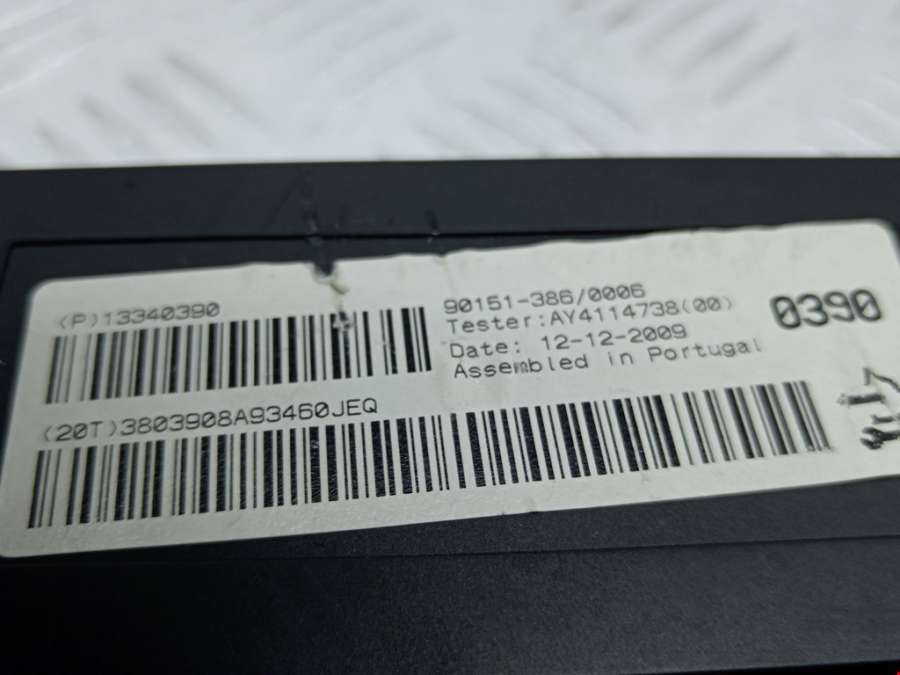 (P)13340390
90151-386/0006
Tester:AY4114738(00)
Date: 12-12-2009
Assembled in Portugal
0390
(20T)3803908A93460JEQ